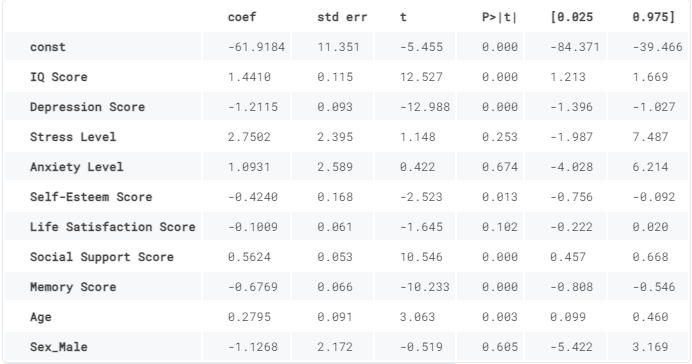 coef std err t P>|t| [0.025 0.975]
const -61.9184 11.351 -5.455 0.000 -84.371 -39.466
IQ Score 1.4410 0.115 12.527 0.000 1.213 1.669
Depression Score -1.2115 0.093 -12.988 0.000 -1.396 -1.027
Stress Level 2.7502 2.395 1.148 0.253 -1.987 7.487
Anxiety Level 1.0931 2.589 0.422 0.674 -4.028 6.214
Self-Esteem Score -0.4240 0.168 -2.523 0.013 -0.756 -0.092
Life Satisfaction Score -0.1009 0.061 -1.645 0.102 -0.222 0.020
Social Support Score 0.5624 0.053 10.546 0.000 0.457 0.668
Memory Score -0.6769 0.066 -10.233 0.000 -0.808 -0.546
Age 0.2795 0.091 3.063 0.003 0.099 0.460
Sex_Male -1.1268 2.172 -0.519 0.605 -5.422 3.169